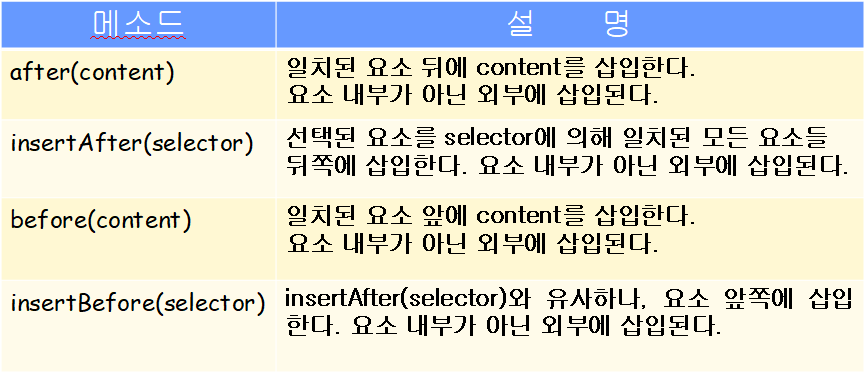 메소드 설 명
after(content) 일치된 요소 뒤에 content를 삽입한다.
요소 내부가 아닌 외부에 삽입된다.
insertAfter(selector) 선택된 요소를 selector에 의해 일치된 모든 요소들
뒤쪽에 삽입한다. 요소 내부가 아닌 외부에 삽입된다.
before(content) 일치된 요소 앞에 content를 삽입한다.
요소 내부가 아닌 외부에 삽입된다.
insertBefore(selector) insertAfter(selector)와 유사하나, 요소 앞쪽에 삽입
한다. 요소 내부가 아닌 외부에 삽입된다.